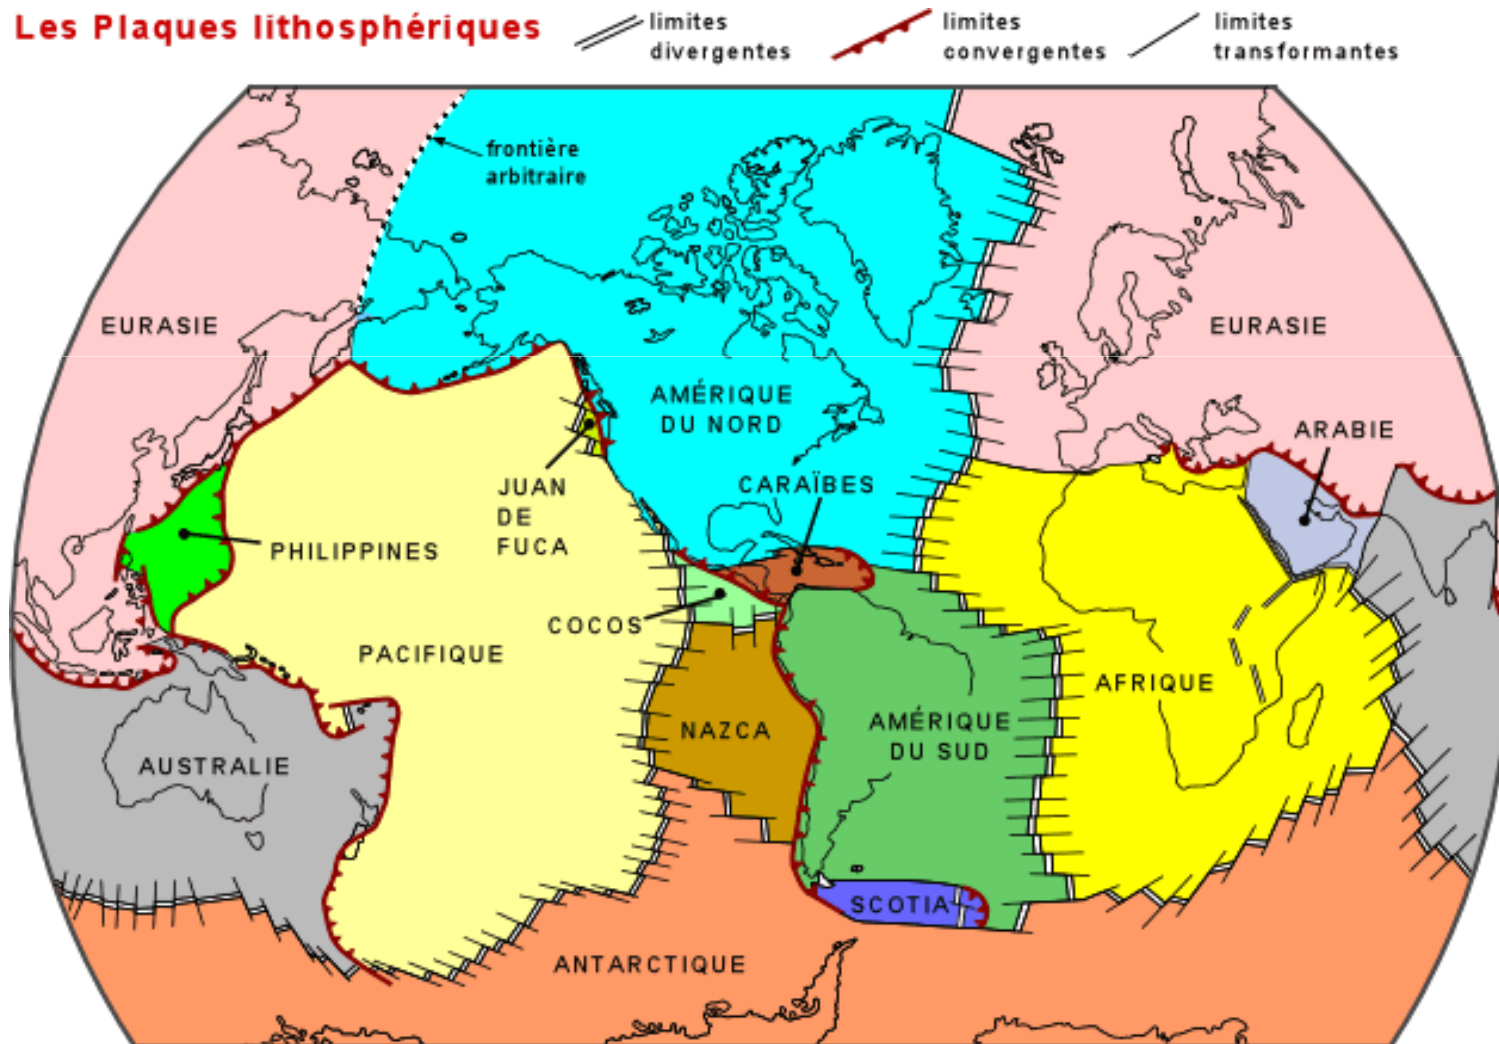 Les Plaques lithosphériques
limites
divergentes
limites
convergentes
limites
transformantes
frontière
arbitraire
EURASIE
EURASIE
AMÉRIQUE
DU NORD
ARABIE
JUAN
DE
FUCA
CARAÏBES
PHILIPPINES
COCOS
PACIFIQUE
AFRIQUE
NAZCA
AMÉRIQUE
DU SUD
AUSTRALIE
SCOTIA
ANTARCTIQUE